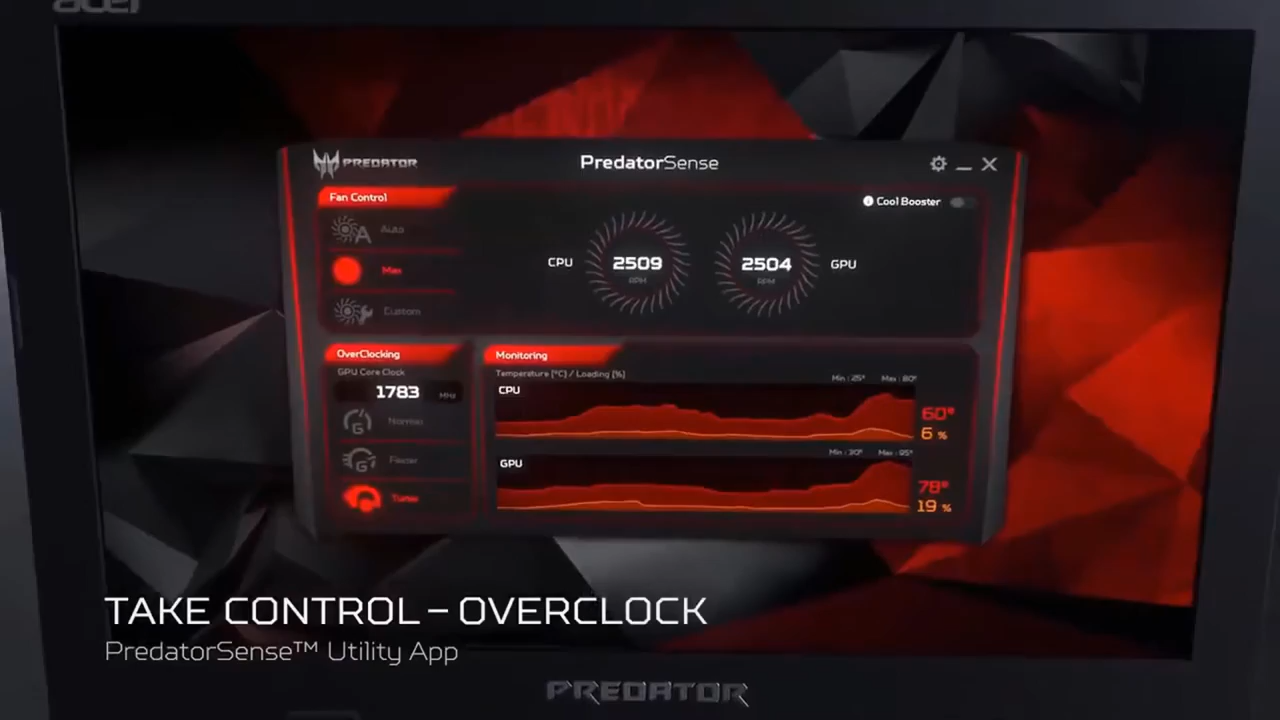 acer
PREDATOR
PredatorSense
Fan Control
Cool Booster
Auto
Max
Custom
CPU
2509
RPM
2504
RPM
GPU
OverClocking
GPU Core Clock
1783 MHz
Normal
Faster
Turbo
Monitoring
Temperature [°C] / Loading [%]
Min : 25° Max : 80°
CPU
60°
6 %
Min : 30° Max : 95°
GPU
78°
19 %
TAKE CONTROL – OVERCLOCK
PredatorSense™ Utility App
PREDATOR